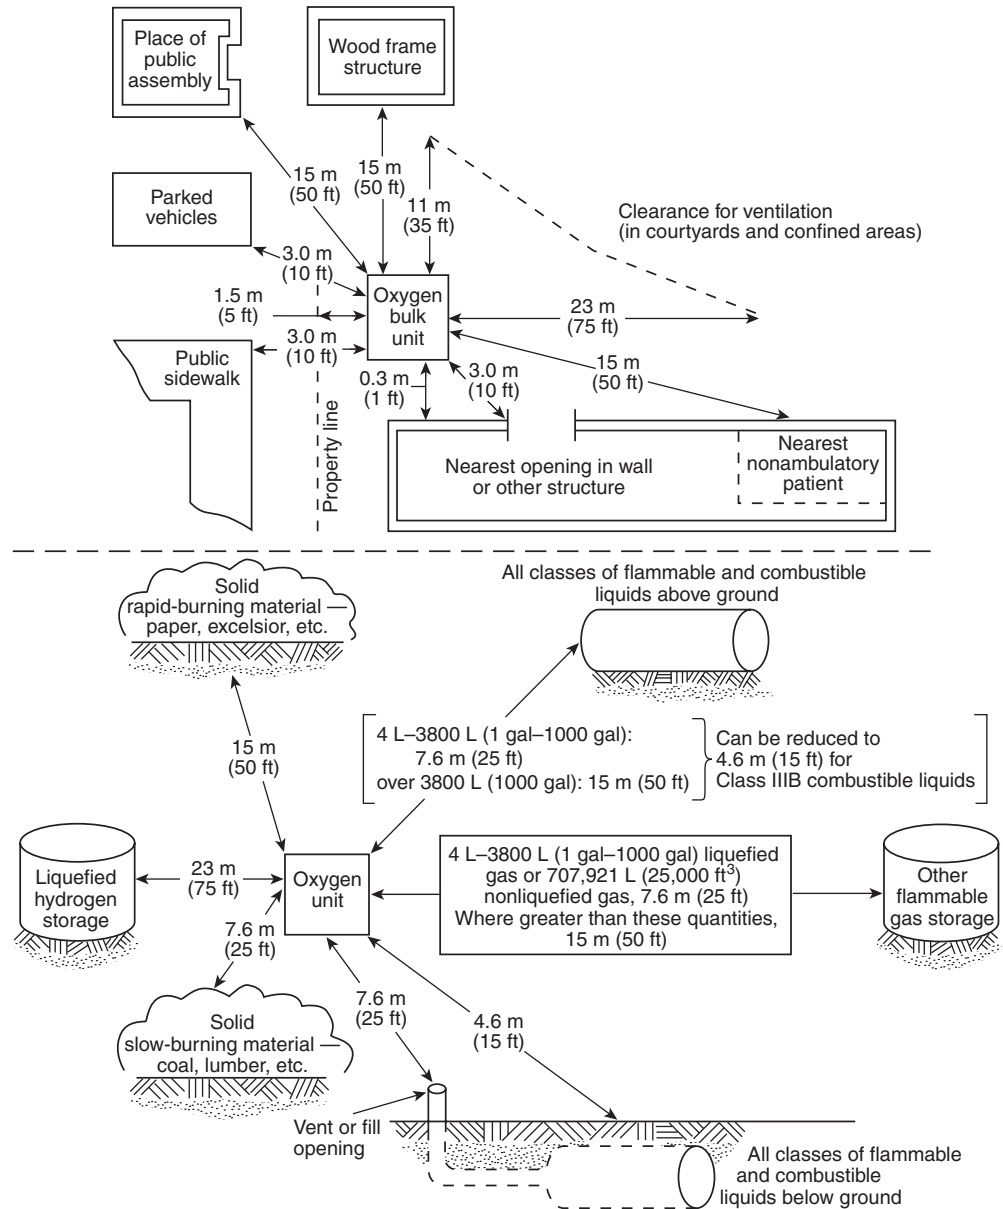 Place of
public
assembly
Wood frame
structure
15 m
(50 ft)
15 m
(50 ft)
11 m
(35 ft)
Parked
vehicles
Clearance for ventilation
(in courtyards and confined areas)
3.0 m
(10 ft)
1.5 m
(5 ft)
Oxygen
bulk
unit
23 m
(75 ft)
3.0 m
(10 ft)
Public
sidewalk
0.3 m
(1 ft)
3.0 m
(10 ft)
15 m
(50 ft)
Property line
Nearest opening in wall
or other structure
Nearest
nonambulatory
patient
Solid
rapid-burning material —
paper, excelsior, etc.
All classes of flammable and combustible
liquids above ground
15 m
(50 ft)
4 L–3800 L (1 gal–1000 gal):
7.6 m (25 ft)
over 3800 L (1000 gal): 15 m (50 ft)
Can be reduced to
4.6 m (15 ft) for
Class IIIB combustible liquids
Liquefied
hydrogen
storage
23 m
(75 ft)
Oxygen
unit
4 L–3800 L (1 gal–1000 gal) liquefied
gas or 707,921 L (25,000 ft³)
nonliquefied gas, 7.6 m (25 ft)
Where greater than these quantities,
15 m (50 ft)
Other
flammable
gas storage
7.6 m
(25 ft)
Solid
slow-burning material —
coal, lumber, etc.
7.6 m
(25 ft)
4.6 m
(15 ft)
Vent or fill
opening
All classes of flammable
and combustible
liquids below ground